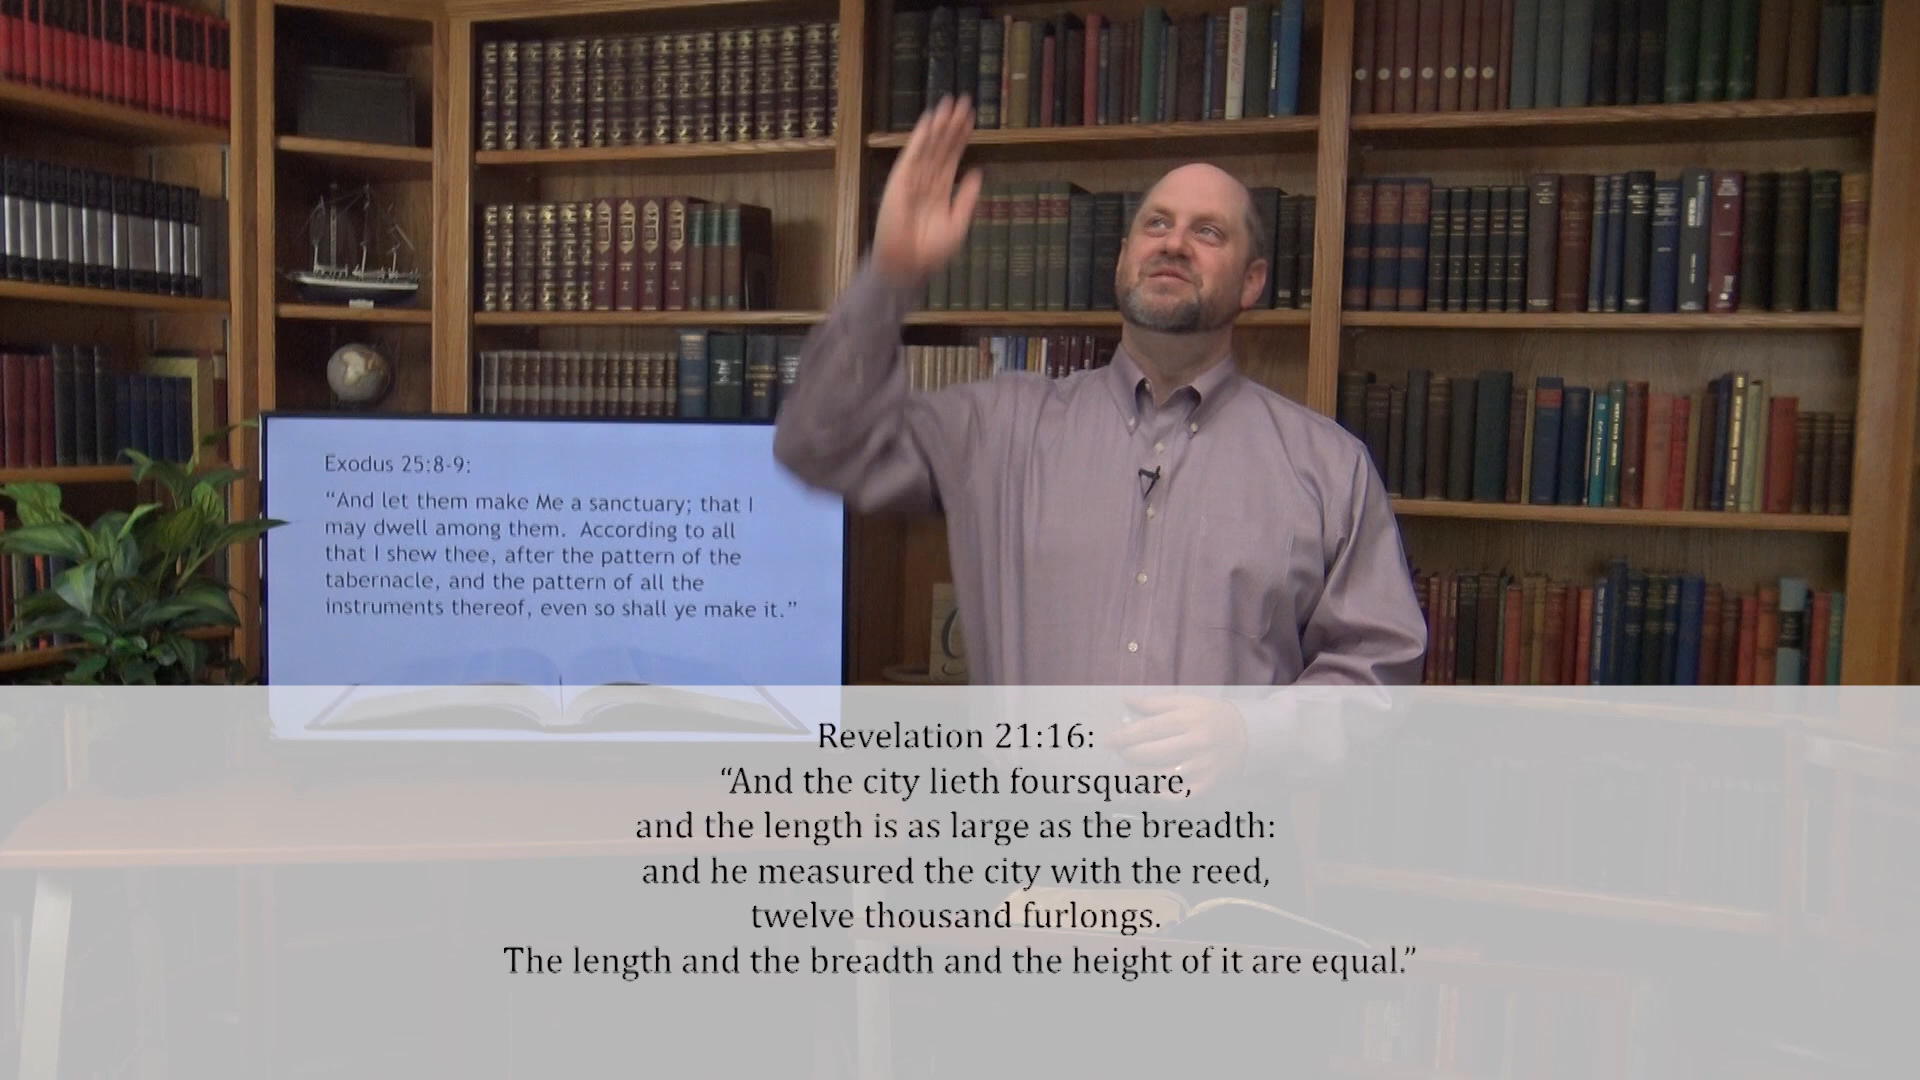 Exodus 25:8-9:
“And let them make Me a sanctuary; that I
may dwell among them.  According to all
that I shew thee, after the pattern of the
tabernacle, and the pattern of all the
instruments thereof, even so shall ye make it.”
Revelation 21:16:
“And the city lieth foursquare,
and the length is as large as the breadth:
and he measured the city with the reed,
twelve thousand furlongs.
The length and the breadth and the height of it are equal.”